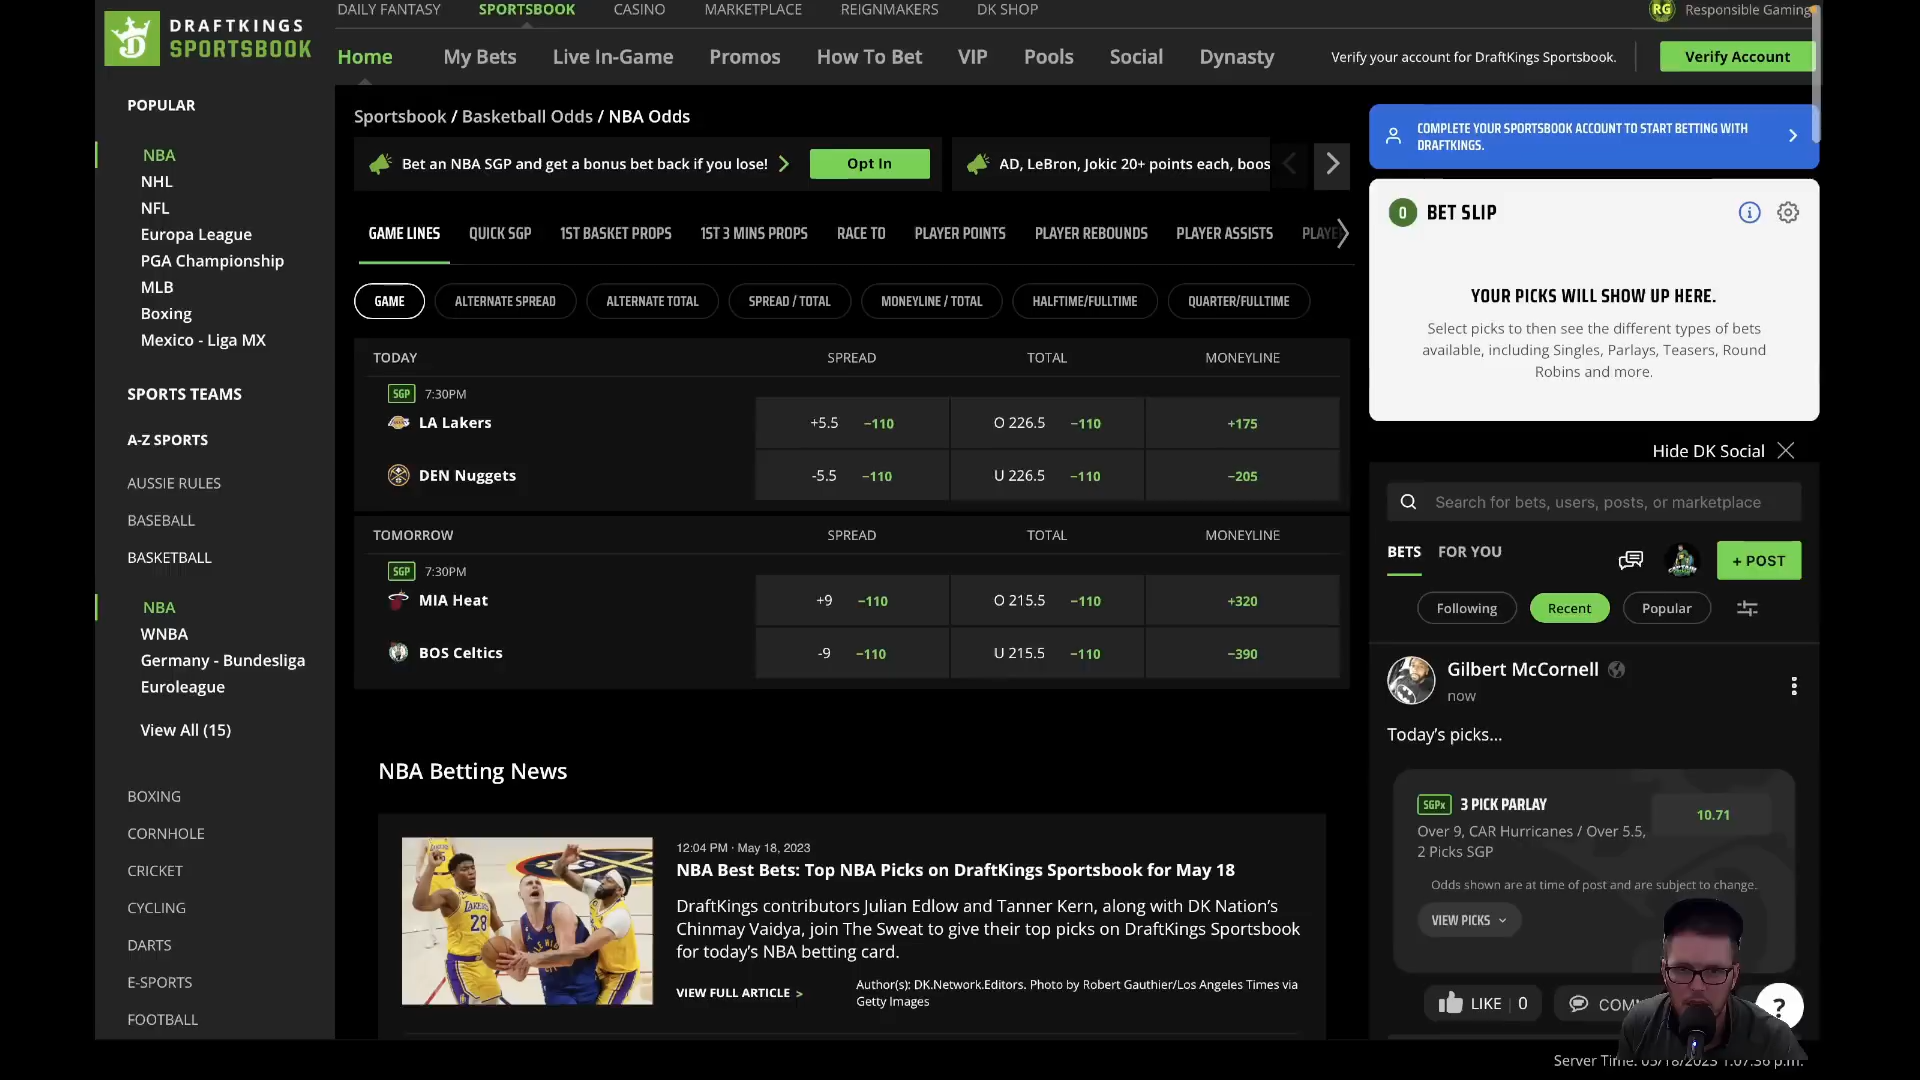 DRAFTKINGS
SPORTSBOOK
DAILY FANTASY
SPORTSBOOK
CASINO
MARKETPLACE
REIGNMAKERS
DK SHOP
RG
Responsible Gaming
Home
My Bets
Live In-Game
Promos
How To Bet
VIP
Pools
Social
Dynasty
Verify your account for DraftKings Sportsbook.
Verify Account
POPULAR
NBA
NHL
NFL
Europa League
PGA Championship
MLB
Boxing
Mexico - Liga MX
SPORTS TEAMS
A-Z SPORTS
AUSSIE RULES
BASEBALL
BASKETBALL
NBA
WNBA
Germany - Bundesliga
Euroleague
View All (15)
BOXING
CORNHOLE
CRICKET
CYCLING
DARTS
E-SPORTS
FOOTBALL
Sportsbook / Basketball Odds / NBA Odds
Bet an NBA SGP and get a bonus bet back if you lose!
Opt In
AD, LeBron, Jokic 20+ points each, boos
GAME LINES
QUICK SGP
1ST BASKET PROPS
1ST 3 MINS PROPS
RACE TO
PLAYER POINTS
PLAYER REBOUNDS
PLAYER ASSISTS
PLAYE
GAME
ALTERNATE SPREAD
ALTERNATE TOTAL
SPREAD / TOTAL
MONEYLINE / TOTAL
HALFTIME/FULLTIME
QUARTER/FULLTIME
TODAY SPREAD TOTAL MONEYLINE
SGP 7:30PM
LA Lakers +5.5 −110 O 226.5 −110 +175
DEN Nuggets -5.5 −110 U 226.5 −110 −205
TOMORROW SPREAD TOTAL MONEYLINE
SGP 7:30PM
MIA Heat +9 −110 O 215.5 −110 +320
BOS Celtics -9 −110 U 215.5 −110 −390
NBA Betting News
12:04 PM · May 18, 2023
NBA Best Bets: Top NBA Picks on DraftKings Sportsbook for May 18
DraftKings contributors Julian Edlow and Tanner Kern, along with DK Nation's
Chinmay Vaidya, join The Sweat to give their top picks on DraftKings Sportsbook
for today's NBA betting card.
VIEW FULL ARTICLE >
Author(s): DK.Network.Editors. Photo by Robert Gauthier/Los Angeles Times via
Getty Images
LAKERS
28
COMPLETE YOUR SPORTSBOOK ACCOUNT TO START BETTING WITH
DRAFTKINGS.
0 BET SLIP
YOUR PICKS WILL SHOW UP HERE.
Select picks to then see the different types of bets
available, including Singles, Parlays, Teasers, Round
Robins and more.
Hide DK Social
Search for bets, users, posts, or marketplace
BETS
FOR YOU
+ POST
Following
Recent
Popular
Gilbert McCornell
now
Today's picks...
SGPx 3 PICK PARLAY
10.71
Over 9, CAR Hurricanes / Over 5.5,
2 Picks SGP
Odds shown are at time of post and are subject to change.
VIEW PICKS
LIKE | 0
COM
?
Server Time: 05/18/2023 1:07:36 p.m.